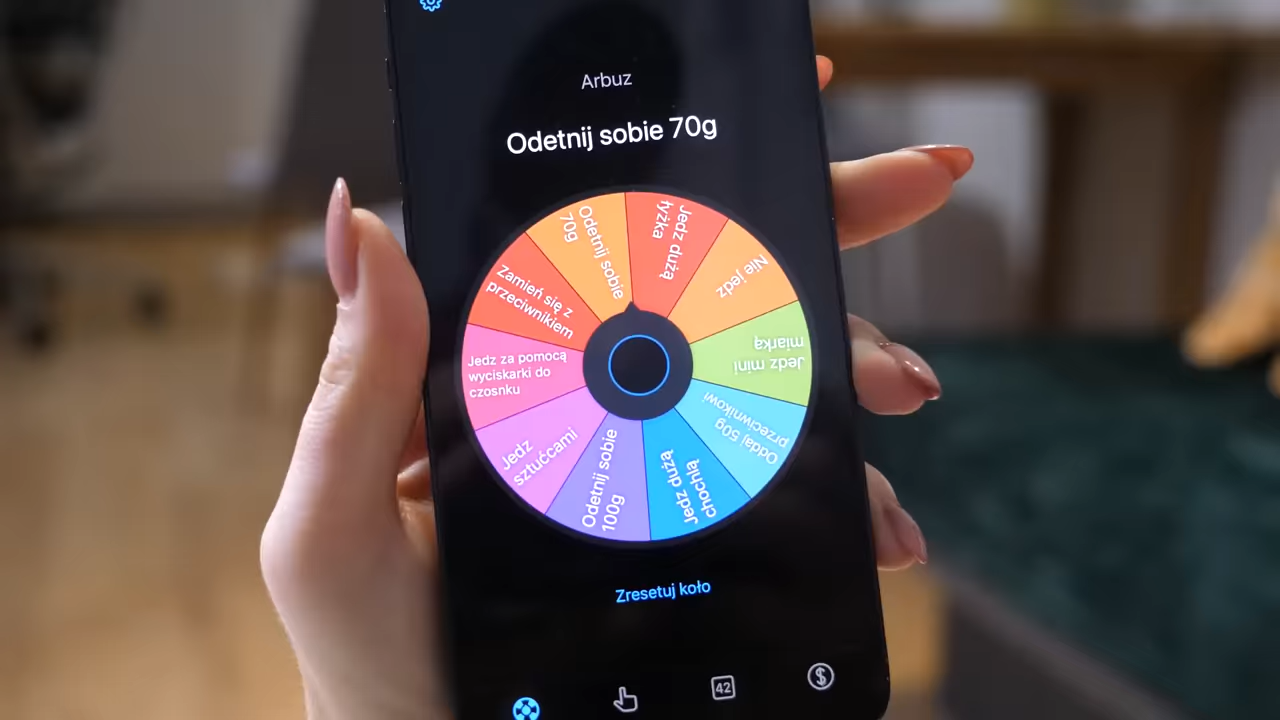 Arbuz
Odetnij sobie 70g
Odetnij sobie
70g
Jedz dużą
łyżka
Nie jedz
Jedz mini
miarką
Oddaj 50g
przeciwnikowi
Jedz dużą
chochlą
Odetnij sobie
100g
Jedz
sztućcami
Jedz za pomocą
wyciskarki do
czosnku
Zamień się z
przeciwnikiem
Zresetuj koło
42
$